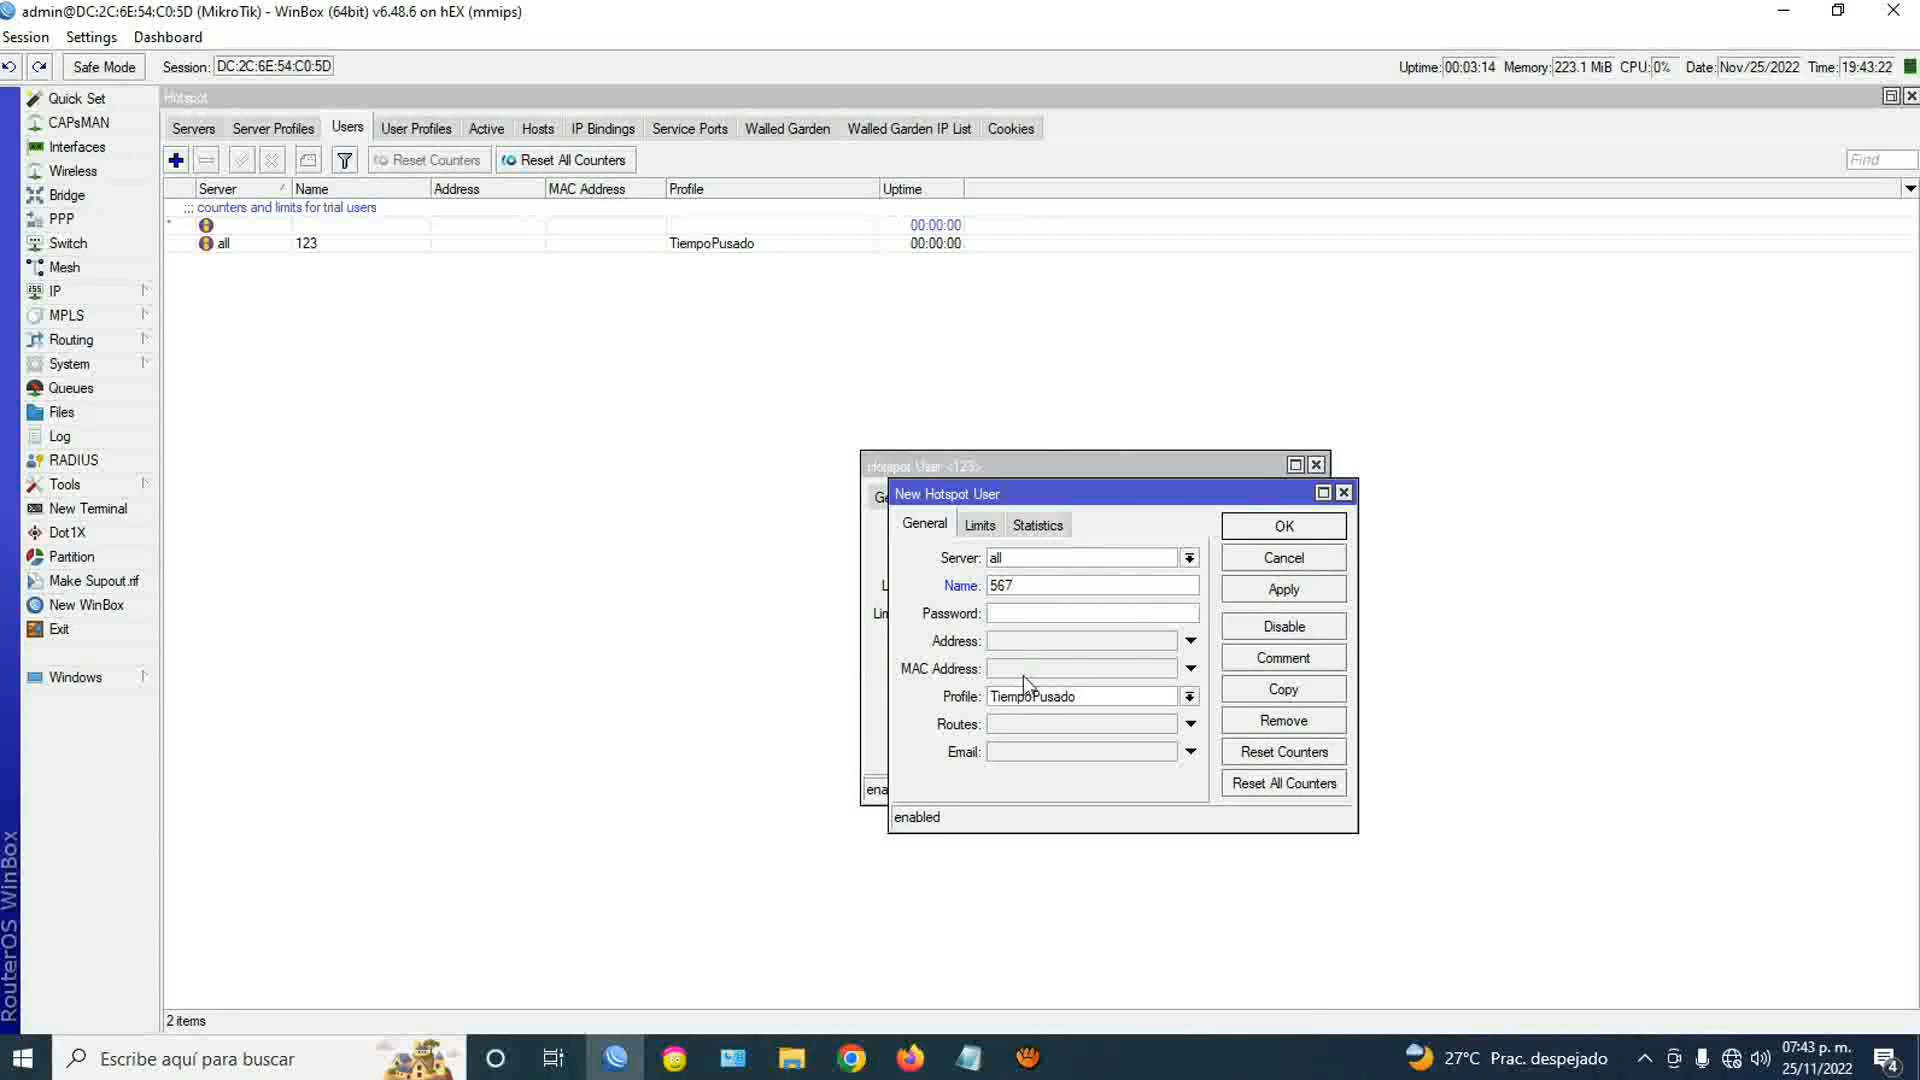 admin@DC:2C:6E:54:C0:5D (MikroTik) - WinBox (64bit) v6.48.6 on hEX (mmips)
Session Settings Dashboard
Safe Mode Session: DC:2C:6E:54:C0:5D Uptime: 00:03:14 Memory: 223.1 MiB CPU: 0% Date: Nov/25/2022 Time: 19:43:22
Quick Set
CAPsMAN
Interfaces
Wireless
Bridge
PPP
Switch
Mesh
IP
MPLS
Routing
System
Queues
Files
Log
RADIUS
Tools
New Terminal
Dot1X
Partition
Make Supout.rif
New WinBox
Exit
Windows
RouterOS WinBox
Hotspot
Servers Server Profiles Users User Profiles Active Hosts IP Bindings Service Ports Walled Garden Walled Garden IP List Cookies
Reset Counters Reset All Counters Find
Server Name Address MAC Address Profile Uptime
::: counters and limits for trial users
* 00:00:00
all 123 TiempoPusado 00:00:00
Hotspot User <123>
Ge
L
Lim
ena
New Hotspot User
General Limits Statistics
Server: all
Name: 567
Password:
Address:
MAC Address:
Profile: TiempoPusado
Routes:
Email:
OK
Cancel
Apply
Disable
Comment
Copy
Remove
Reset Counters
Reset All Counters
enabled
2 items
Escribe aquí para buscar
27°C Prac. despejado
07:43 p. m.
25/11/2022
4